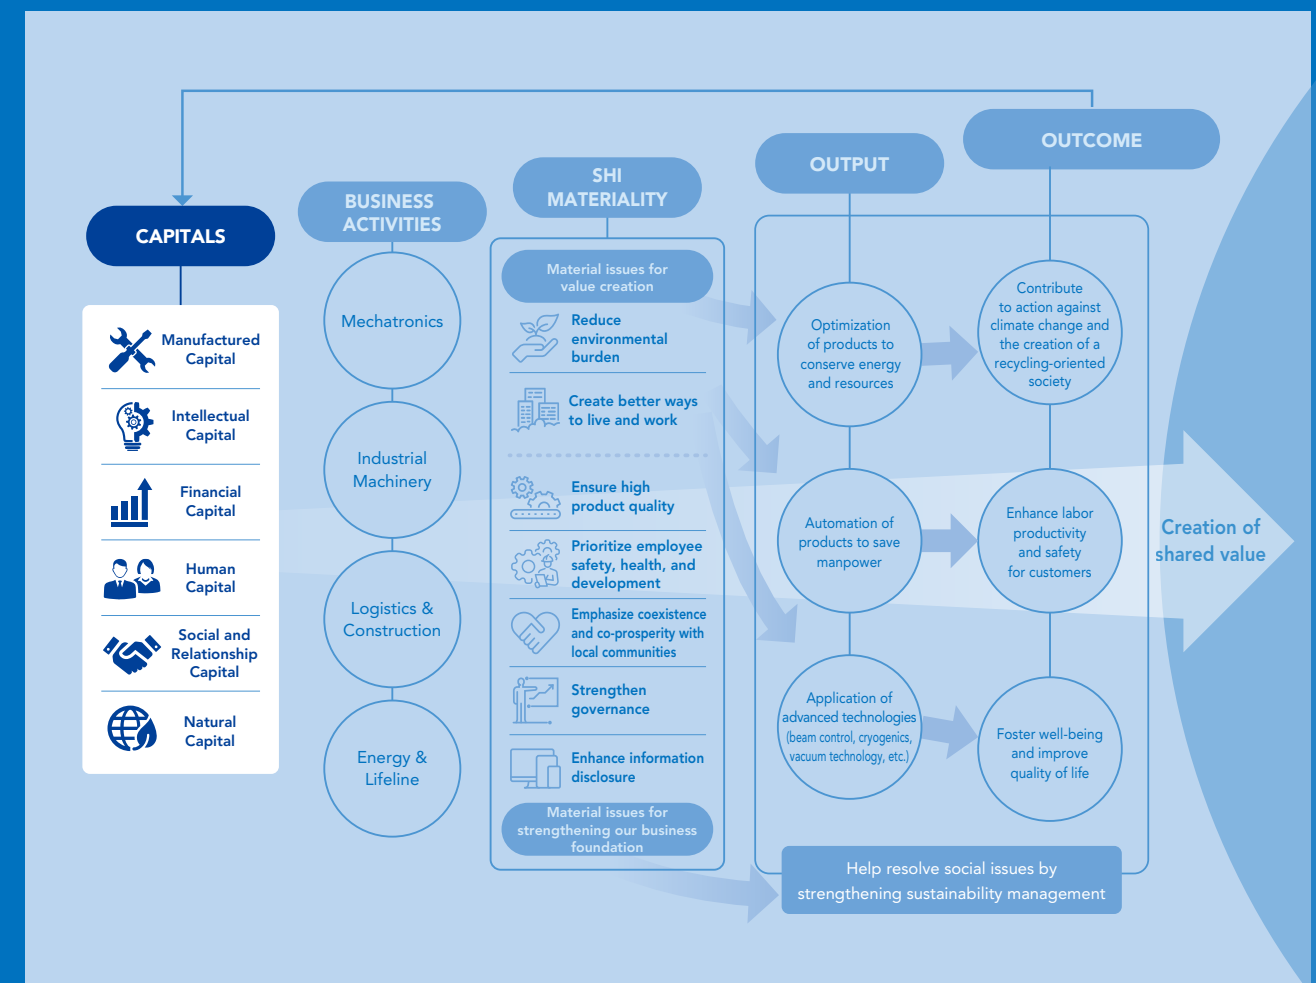 CAPITALS
Manufactured
Capital
Intellectual
Capital
Financial
Capital
Human
Capital
Social and
Relationship
Capital
Natural
Capital
BUSINESS
ACTIVITIES
Mechatronics
Industrial
Machinery
Logistics &
Construction
Energy &
Lifeline
SHI
MATERIALITY
Material issues for
value creation
Reduce
environmental
burden
Create better ways
to live and work
Ensure high
product quality
Prioritize employee
safety, health, and
development
Emphasize coexistence
and co-prosperity with
local communities
Strengthen
governance
Enhance information
disclosure
Material issues for
strengthening our business
foundation
OUTPUT
Optimization
of products to
conserve energy
and resources
Automation of
products to save
manpower
Application of
advanced technologies
(beam control, cryogenics,
vacuum technology, etc.)
OUTCOME
Contribute
to action against
climate change and
the creation of a
recycling-oriented
society
Enhance labor
productivity
and safety
for customers
Foster well-being
and improve
quality of life
Help resolve social issues by
strengthening sustainability management
Creation of
shared value